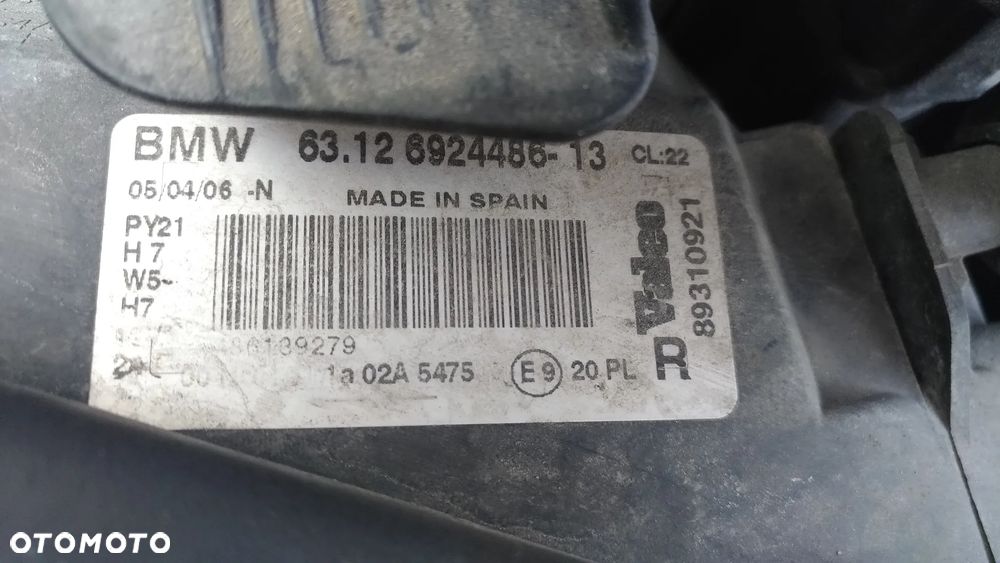 BMW 63.12 6924486-13 CL:22
05/04/06 -N MADE IN SPAIN
PY21
H7
W5-
H7
Valeo
89310921
R
1a 02A 5475 E9 20 PL
OTOMOTO